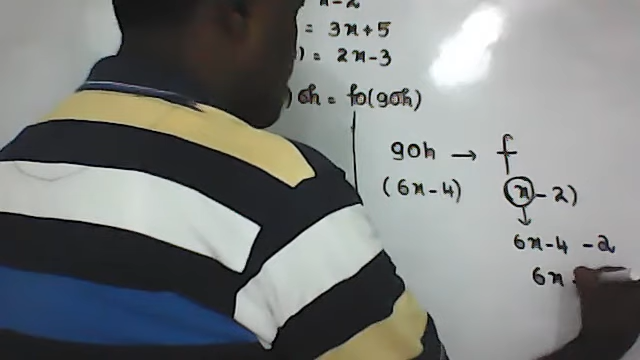 x-2
= 3x+5
) = 2x-3
) oh = fo(goh)
goh → f
(6x-4) (x-2)
↓
6x-4 -2
6x -